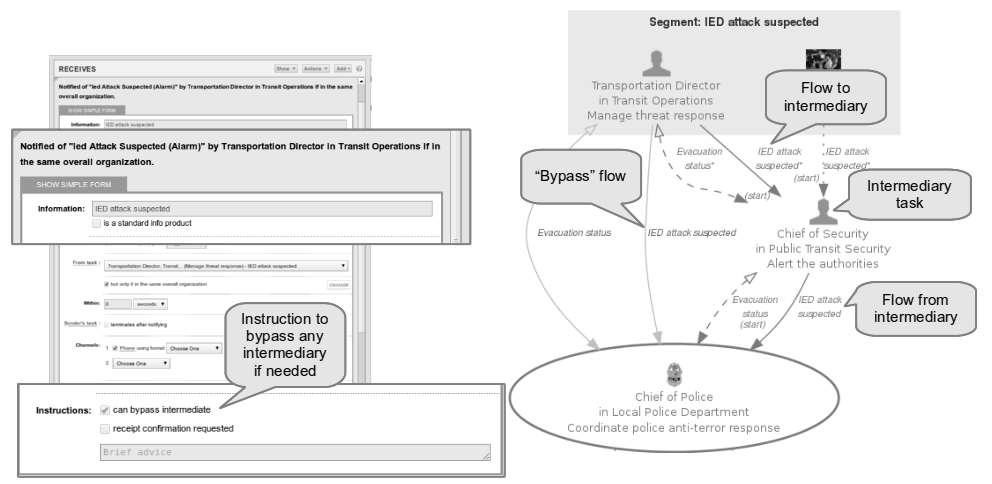 RECEIVES
Show
Actions
Add
Notified of "Ied Attack Suspected (Alarm)" by Transportation Director in Transit Operations if in the same
overall organization.
SHOW SIMPLE FORM
Information: IED attack suspected
Notified of "Ied Attack Suspected (Alarm)" by Transportation Director in Transit Operations if in
the same overall organization.
SHOW SIMPLE FORM
Information: IED attack suspected
is a standard info product
From task : Transportation Director, Transit... (Manage threat response) - IED attack suspected
but only if in the same overall organization
CHANGE
Within: 0 seconds
Sender's task : terminates after notifying
Channels: 1. Phone using format Choose One
2. Choose One
Instruction to
bypass any
intermediary
if needed
Instructions: can bypass intermediate
receipt confirmation requested
Brief advice
Segment: IED attack suspected
Transportation Director
in Transit Operations
Manage threat response
Flow to
intermediary
"Bypass" flow
Evacuation
status*
(start)
IED attack
suspected*
IED attack
suspected*
(start)
Intermediary
task
Chief of Security
in Public Transit Security
Alert the authorities
Evacuation status
IED attack suspected
Evacuation
status
(start)
IED attack
suspected
Flow from
intermediary
Chief of Police
in Local Police Department
Coordinate police anti-terror response